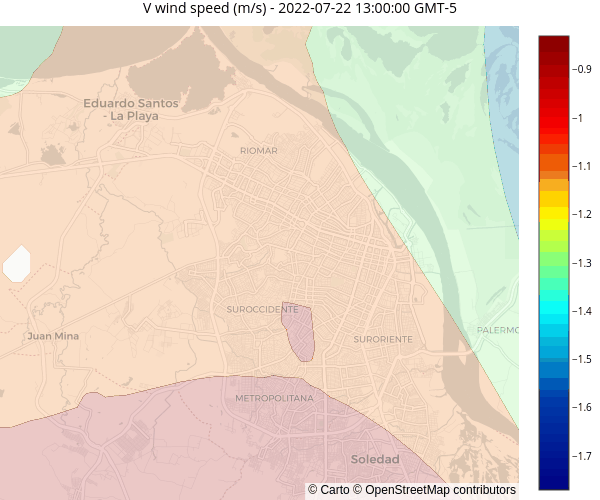 V wind speed (m/s) - 2022-07-22 13:00:00 GMT-5
Eduardo Santos
- La Playa
RIOMAR
SUROCCIDENTE
Juan Mina
SURORIENTE
PALERMO
METROPOLITANA
Soledad
−0.9
−1
−1.1
−1.2
−1.3
−1.4
−1.5
−1.6
−1.7
© Carto © OpenStreetMap contributors